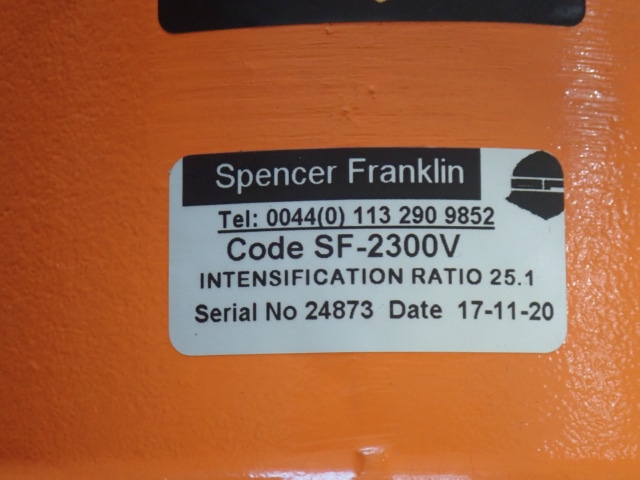 Spencer Franklin
Tel: 0044(0) 113 290 9852
Code SF-2300V
INTENSIFICATION RATIO 25.1
Serial No 24873 Date 17-11-20